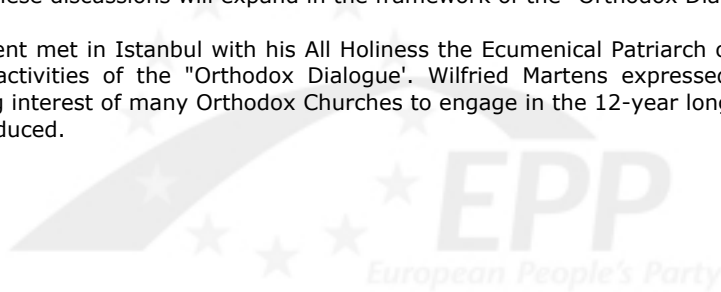 these discussions will expand in the framework of the "Orthodox
ent met in Istanbul with his All Holiness the Ecumenical Patriarch
activities of the "Orthodox Dialogue'. Wilfried Martens expressed
interest of many Orthodox Churches to engage in the 12-year long
duced.
EPP
European People's Party